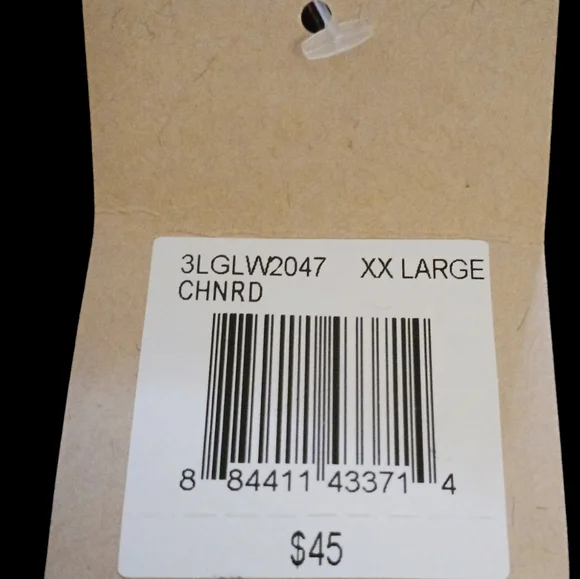 3LGLW2047 XX LARGE
CHNRD
8 84411 43371 4
$45